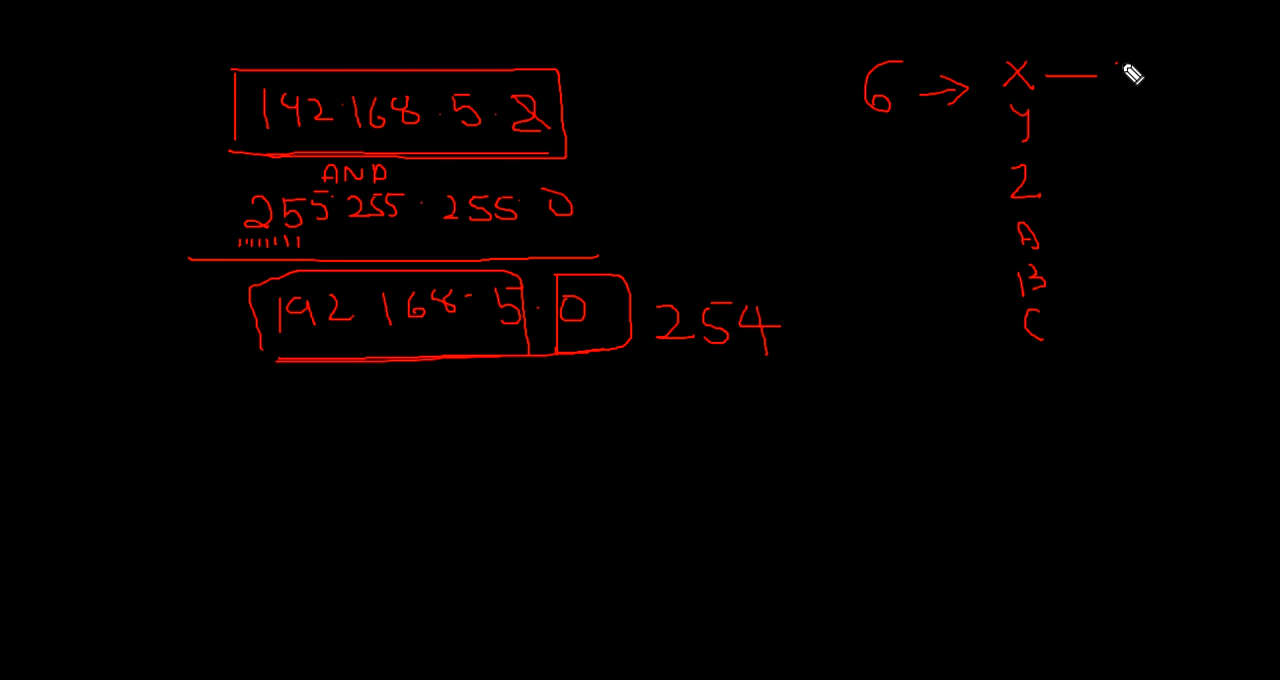 192.168.5.2
AND
255.255.255.0
192 168.5.0 254
6 → X —
Y
Z
A
B
C